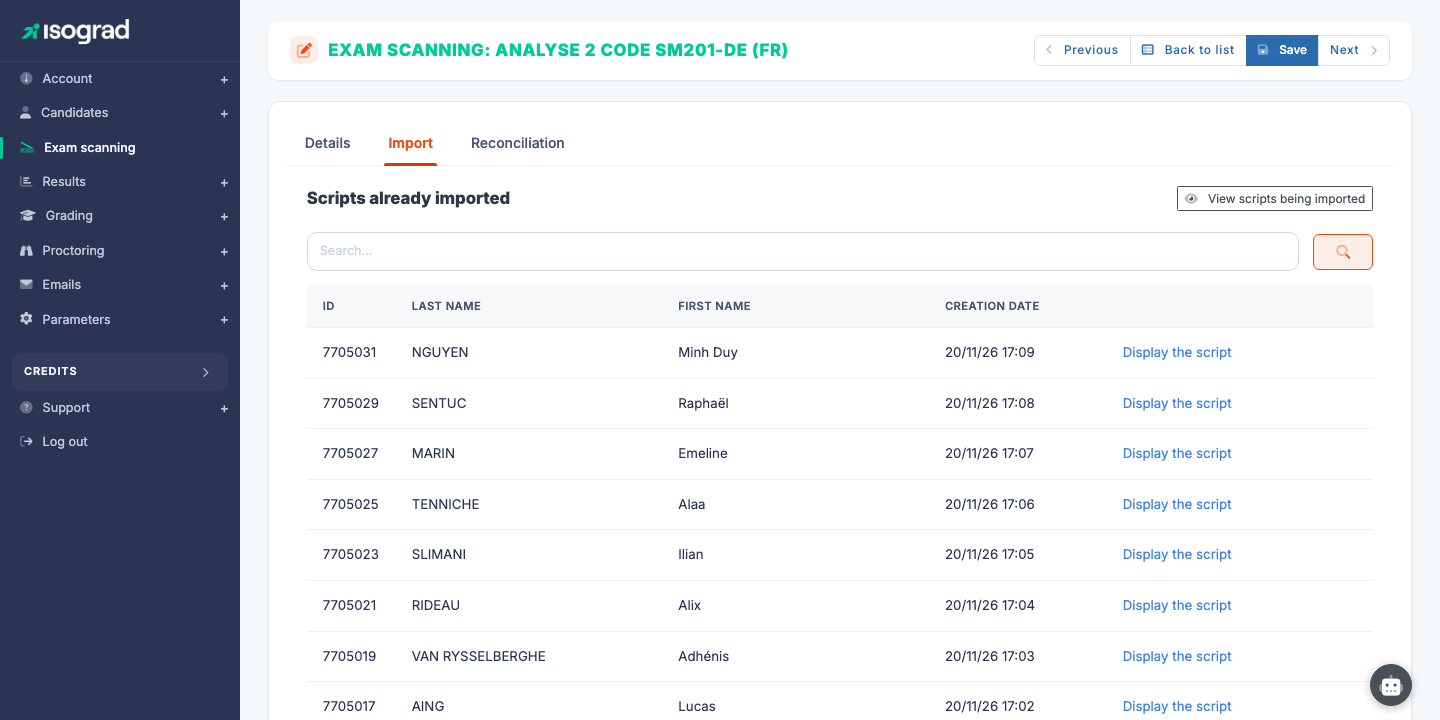 isograd
Account +
Candidates +
Exam scanning
Results +
Grading +
Proctoring +
Emails +
Parameters +
CREDITS
Support +
Log out
EXAM SCANNING: ANALYSE 2 CODE SM201-DE (FR)
Previous Back to list Save Next
Details Import Reconciliation
Scripts already imported
View scripts being imported
Search...
ID LAST NAME FIRST NAME CREATION DATE
7705031 NGUYEN Minh Duy 20/11/26 17:09 Display the script
7705029 SENTUC Raphaël 20/11/26 17:08 Display the script
7705027 MARIN Emeline 20/11/26 17:07 Display the script
7705025 TENNICHE Alaa 20/11/26 17:06 Display the script
7705023 SLIMANI Ilian 20/11/26 17:05 Display the script
7705021 RIDEAU Alix 20/11/26 17:04 Display the script
7705019 VAN RYSSELBERGHE Adhénis 20/11/26 17:03 Display the script
7705017 AING Lucas 20/11/26 17:02 Display the script